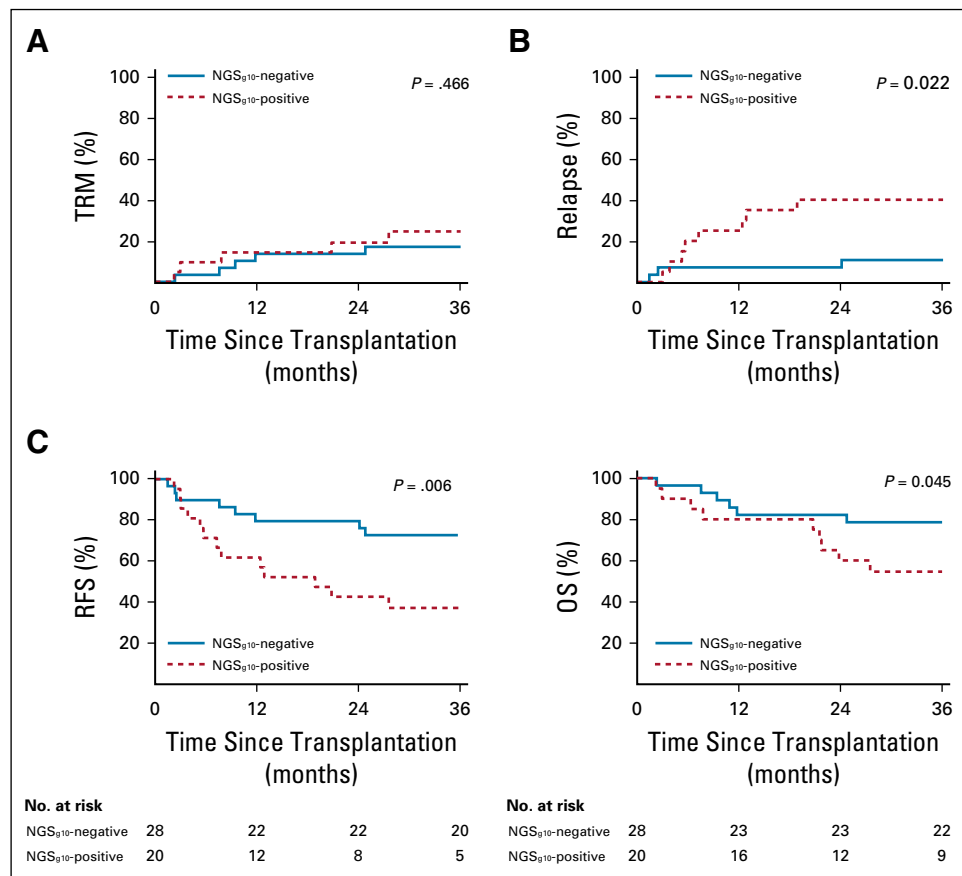 A
NGSg10-negative
NGSg10-positive
P = .466
100
80
60
40
20
TRM (%)
0 12 24 36
Time Since Transplantation
(months)
B
NGSg10-negative
NGSg10-positive
P = 0.022
100
80
60
40
20
Relapse (%)
0 12 24 36
Time Since Transplantation
(months)
C
P = .006
100
80
60
40
20
RFS (%)
NGSg10-negative
NGSg10-positive
0 12 24 36
Time Since Transplantation
(months)
No. at risk
NGSg10-negative 28 22 22 20
NGSg10-positive 20 12 8 5
P = 0.045
100
80
60
40
20
OS (%)
NGSg10-negative
NGSg10-positive
0 12 24 36
Time Since Transplantation
(months)
No. at risk
NGSg10-negative 28 23 23 22
NGSg10-positive 20 16 12 9